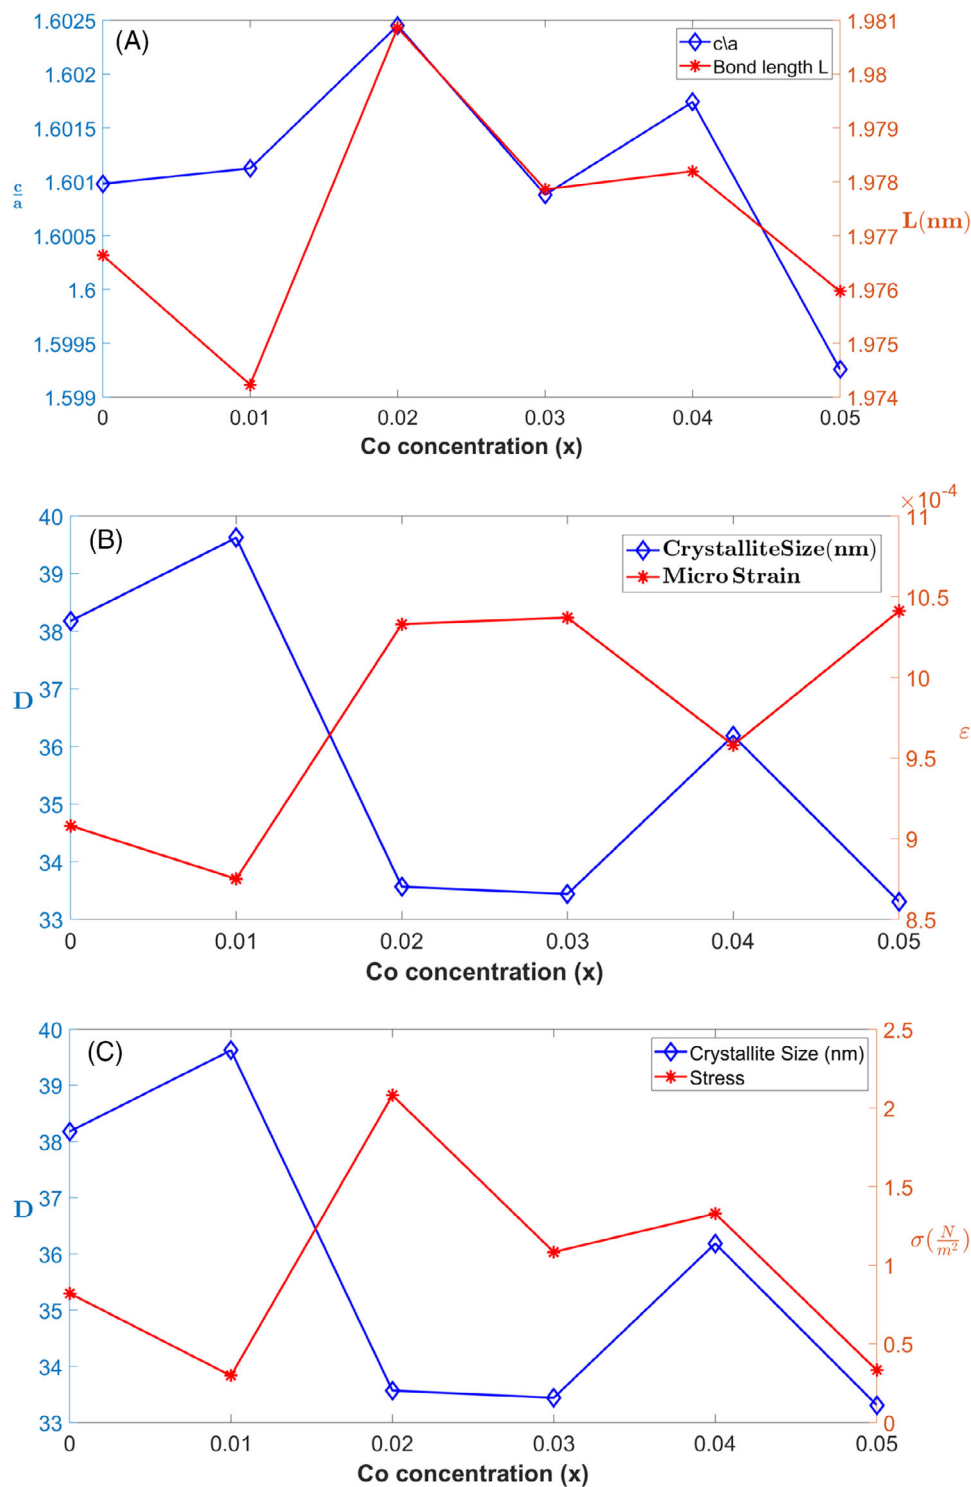 (A)
1.6025
1.602
1.6015
1.601
1.6005
1.6
1.5995
1.599
c
a
c\a
Bond length L
1.981
1.98
1.979
1.978
1.977
1.976
1.975
1.974
L(nm)
0 0.01 0.02 0.03 0.04 0.05
Co concentration (x)
(B)
40
39
38
37
36
35
34
33
D
CrystalliteSize(nm)
Micro Strain
×10-4
11
10.5
10
9.5
9
8.5
ε
0 0.01 0.02 0.03 0.04 0.05
Co concentration (x)
(C)
40
39
38
37
36
35
34
33
D
Crystallite Size (nm)
Stress
2.5
2
1.5
1
0.5
0
σ(N/m2)
0 0.01 0.02 0.03 0.04 0.05
Co concentration (x)